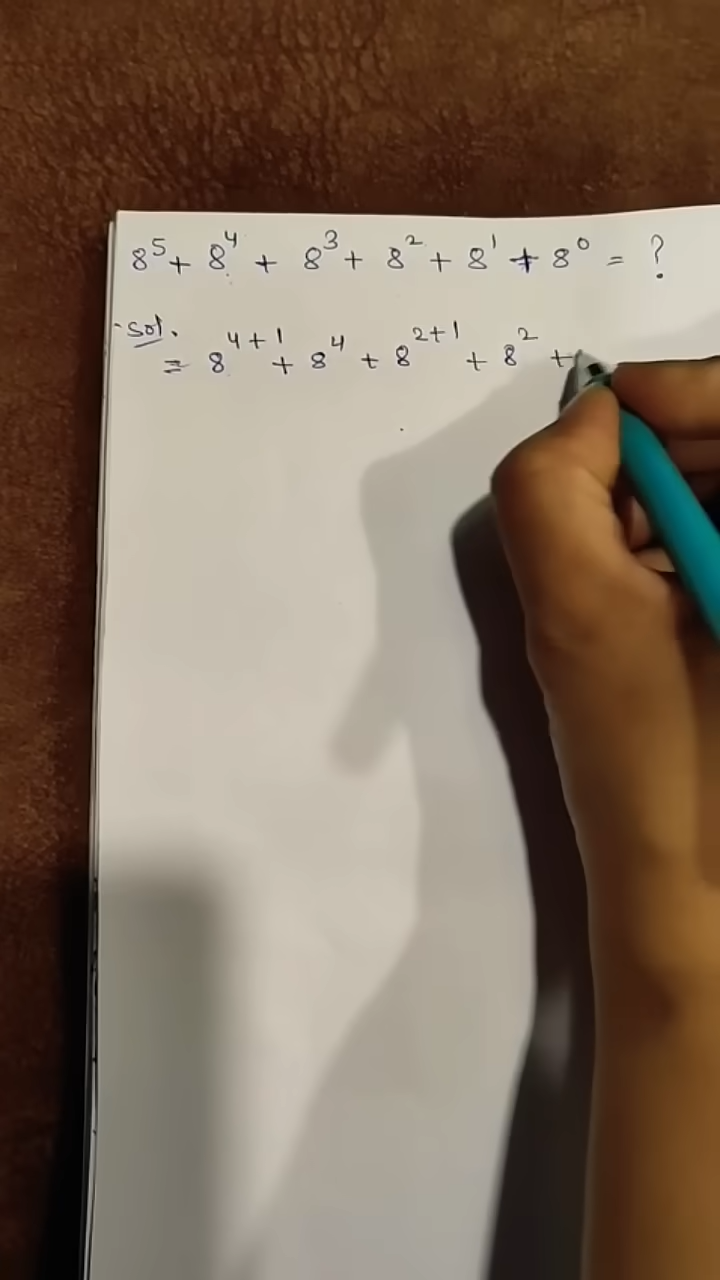 8⁵ + 8⁴ + 8³ + 8² + 8¹ + 8⁰ = ?
Sol.
= 8⁴⁺¹ + 8⁴ + 8²⁺¹ + 8² +